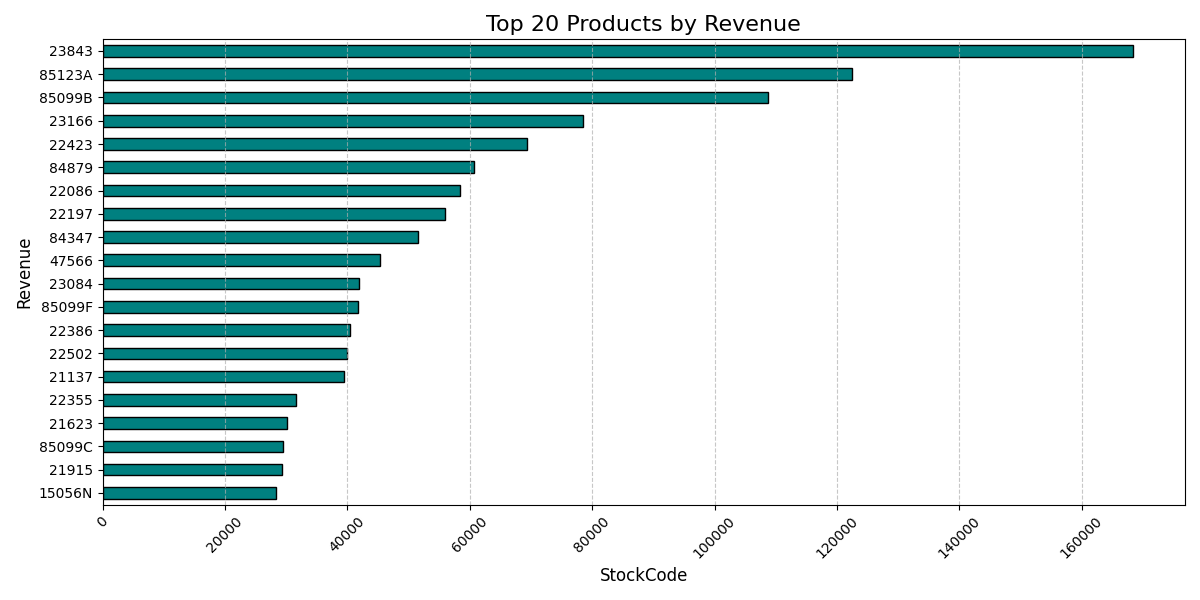 Top 20 Products by Revenue
23843
85123A
85099B
23166
22423
84879
22086
22197
84347
47566
23084
85099F
22386
22502
21137
22355
21623
85099C
21915
15056N
Revenue
0 20000 40000 60000 80000 100000 120000 140000 160000
StockCode